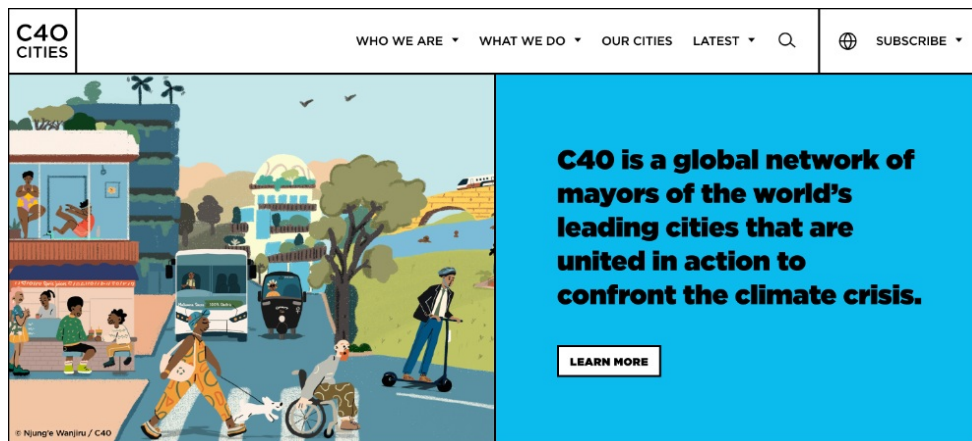 C40
CITIES
WHO WE ARE
WHAT WE DO
OUR CITIES
LATEST
SUBSCRIBE
C40 is a global network of
mayors of the world's
leading cities that are
united in action to
confront the climate crisis.
LEARN MORE
© Njung'e Wanjiru / C40